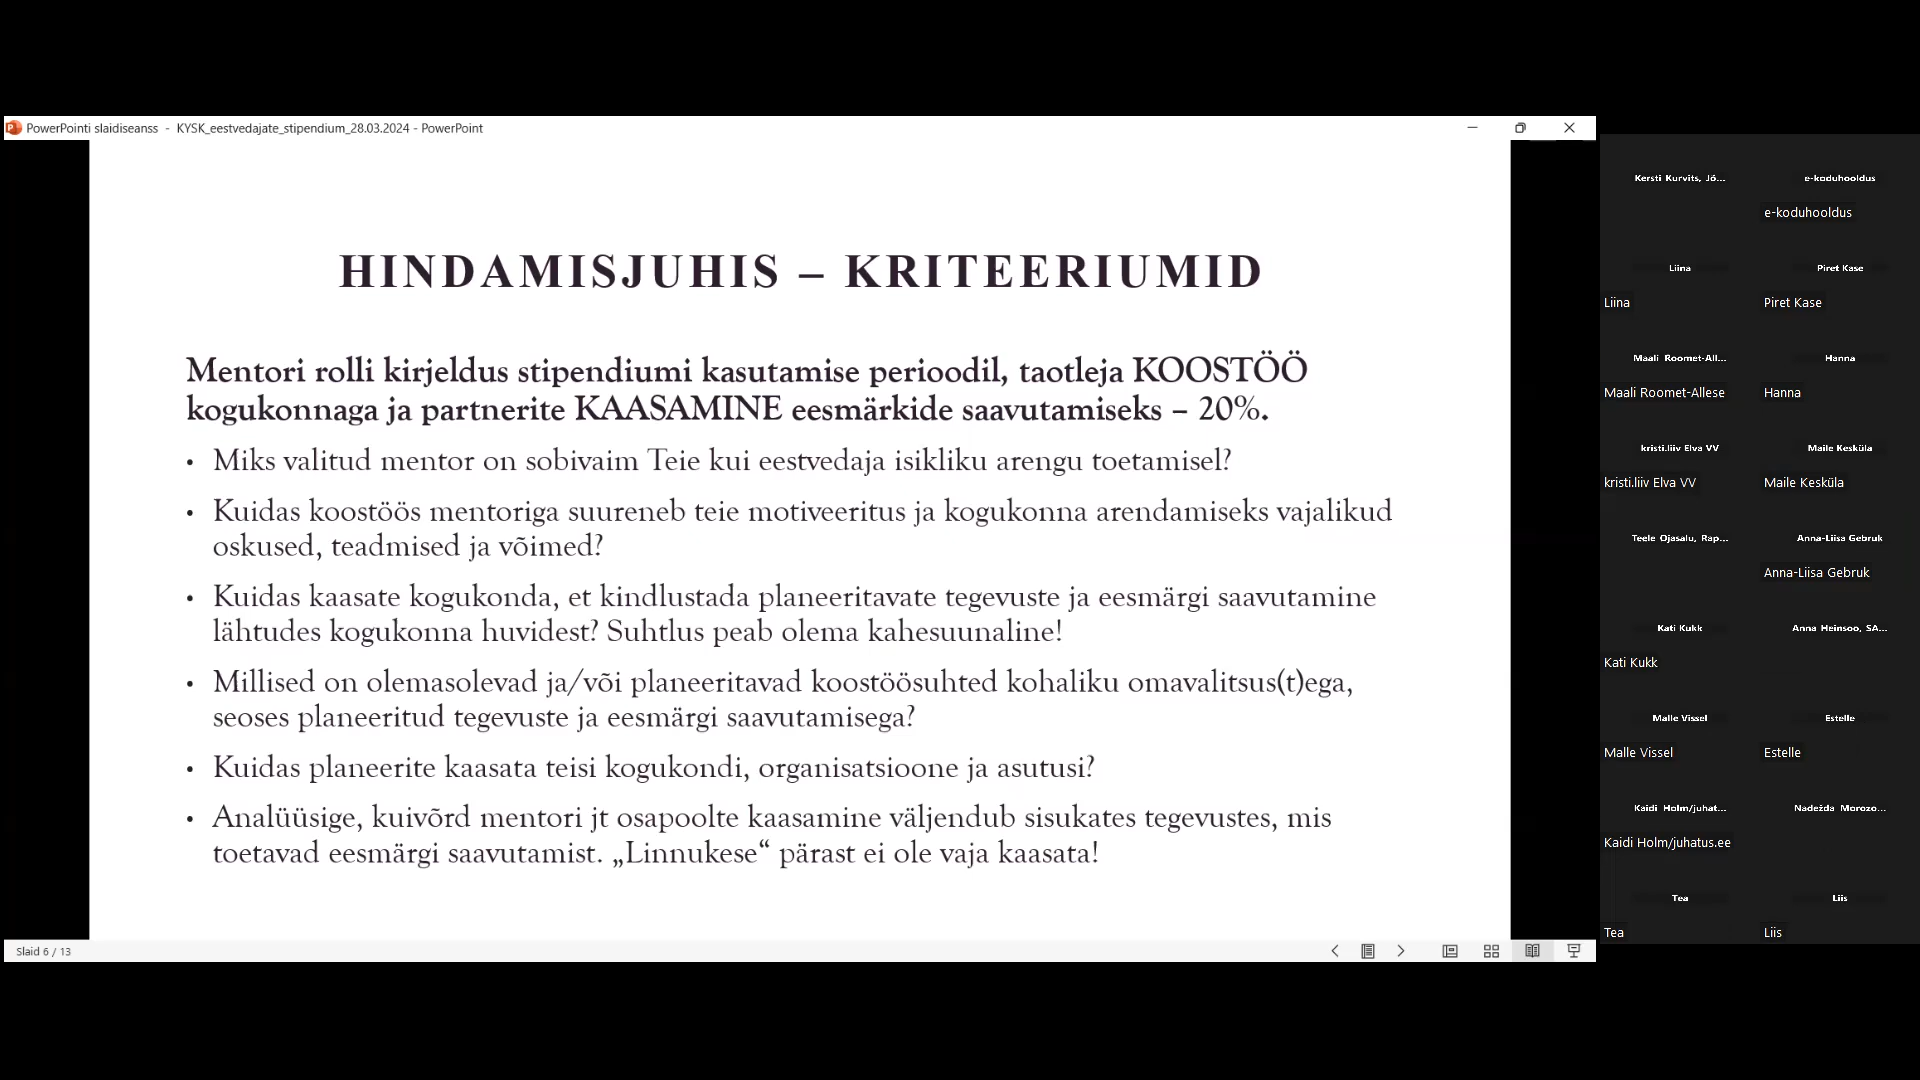 PowerPointi slaidiseanss - KYSK_eestvedajate_stipendium_28.03.2024 - PowerPoint
HINDAMISJUHIS – KRITEERIUMID
Mentori rolli kirjeldus stipendiumi kasutamise perioodil, taotleja KOOSTÖÖ
kogukonnaga ja partnerite KAASAMINE eesmärkide saavutamiseks – 20%.
• Miks valitud mentor on sobivaim Teie kui eestvedaja isikliku arengu toetamisel?
• Kuidas koostöös mentoriga suureneb teie motiveeritus ja kogukonna arendamiseks vajalikud
oskused, teadmised ja võimed?
• Kuidas kaasate kogukonda, et kindlustada planeeritavate tegevuste ja eesmärgi saavutamine
lähtudes kogukonna huvidest? Suhtlus peab olema kahesuunaline!
• Millised on olemasolevad ja/või planeeritavad koostöösuhted kohaliku omavalitsus(t)ega,
seoses planeeritud tegevuste ja eesmärgi saavutamisega?
• Kuidas planeerite kaasata teisi kogukondi, organisatsioone ja asutusi?
• Analüüsige, kuivõrd mentori jt osapoolte kaasamine väljendub sisukates tegevustes, mis
toetavad eesmärgi saavutamist. „Linnukese“ pärast ei ole vaja kaasata!
Slaid 6 / 13
Kersti Kurvits, Jõ...
e-koduhooldus
e-koduhooldus
Liina
Piret Kase
Liina
Piret Kase
Maali Roomet-All...
Hanna
Maali Roomet-Allese
Hanna
kristi.liiv Elva VV
Maile Kesküla
kristi.liiv Elva VV
Maile Kesküla
Teele Ojasalu, Rap...
Anna-Liisa Gebruk
Anna-Liisa Gebruk
Kati Kukk
Anna Heinsoo, SA...
Kati Kukk
Malle Vissel
Estelle
Malle Vissel
Estelle
Kaidi Holm/juhat...
Nadežda Morozo...
Kaidi Holm/juhatus.ee
Tea
Liis
Tea
Liis